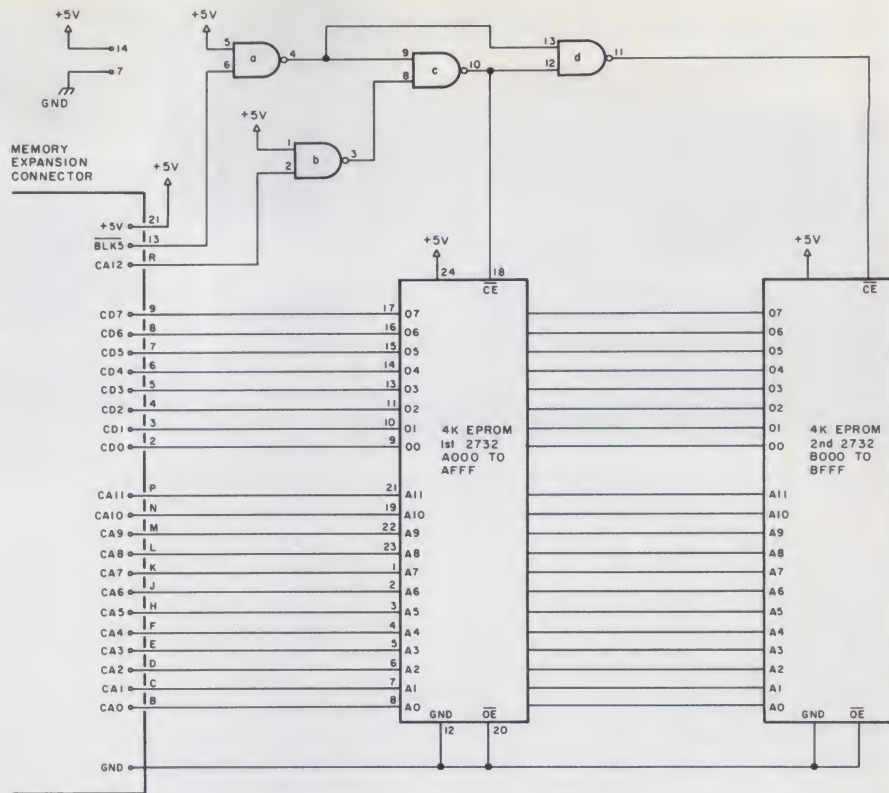 +5V
14
7
GND
+5V
5
6
a
4
9
8
c
10
13
12
d
11
+5V
1
2
b
3
MEMORY
EXPANSION
CONNECTOR
+5V
+5V 21
BLK5 13
CA12 R
CD7 9
CD6 8
CD5 7
CD4 6
CD3 5
CD2 4
CD1 3
CD0 2
CA11 P
CA10 N
CA9 M
CA8 L
CA7 K
CA6 J
CA5 H
CA4 F
CA3 E
CA2 D
CA1 C
CA0 B
GND
+5V
24 18
CE
17 O7
16 O6
15 O5
14 O4
13 O3
11 O2
10 O1
9 O0
4K EPROM
1st 2732
A000 TO
AFFF
21 A11
19 A10
22 A9
23 A8
1 A7
2 A6
3 A5
4 A4
5 A3
6 A2
7 A1
8 A0
GND OE
12 20
+5V
CE
O7
O6
O5
O4
O3
O2
O1
O0
4K EPROM
2nd 2732
B000 TO
BFFF
A11
A10
A9
A8
A7
A6
A5
A4
A3
A2
A1
A0
GND OE